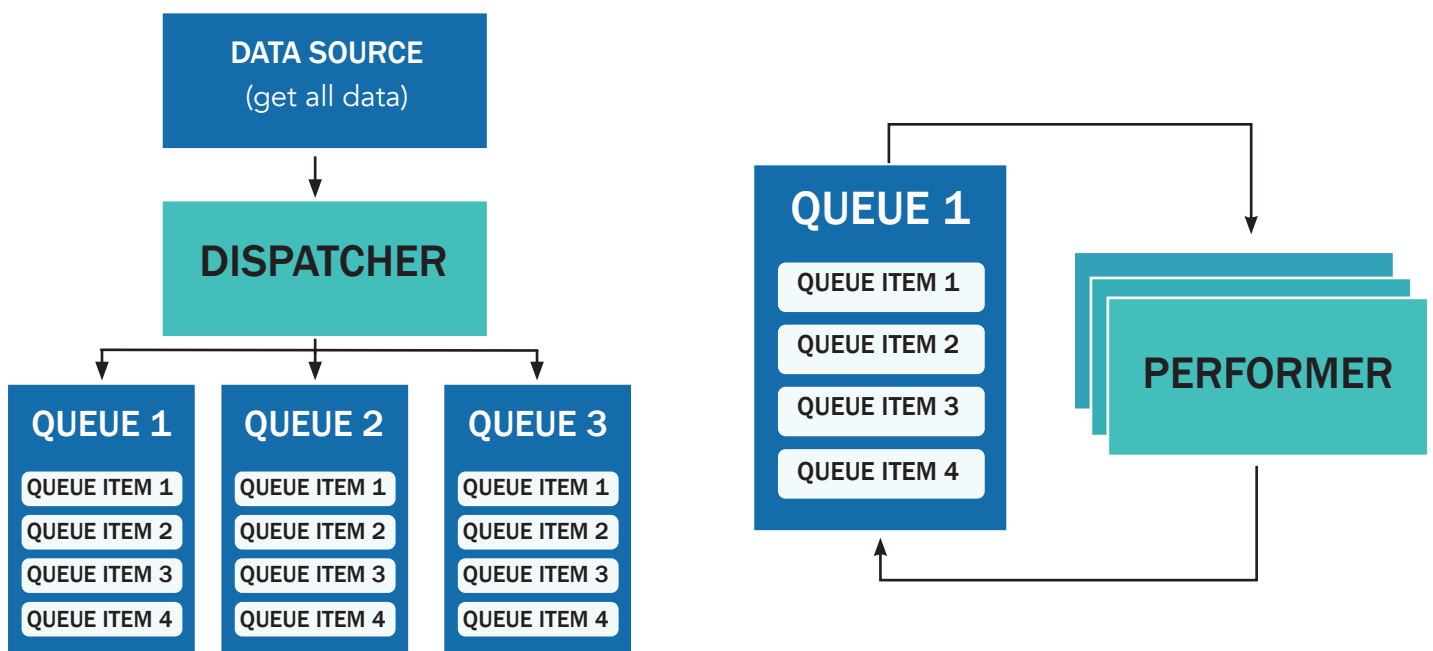 DATA SOURCE
(get all data)
DISPATCHER
QUEUE 1
QUEUE ITEM 1
QUEUE ITEM 2
QUEUE ITEM 3
QUEUE ITEM 4
QUEUE 2
QUEUE ITEM 1
QUEUE ITEM 2
QUEUE ITEM 3
QUEUE ITEM 4
QUEUE 3
QUEUE ITEM 1
QUEUE ITEM 2
QUEUE ITEM 3
QUEUE ITEM 4
QUEUE 1
QUEUE ITEM 1
QUEUE ITEM 2
QUEUE ITEM 3
QUEUE ITEM 4
PERFORMER